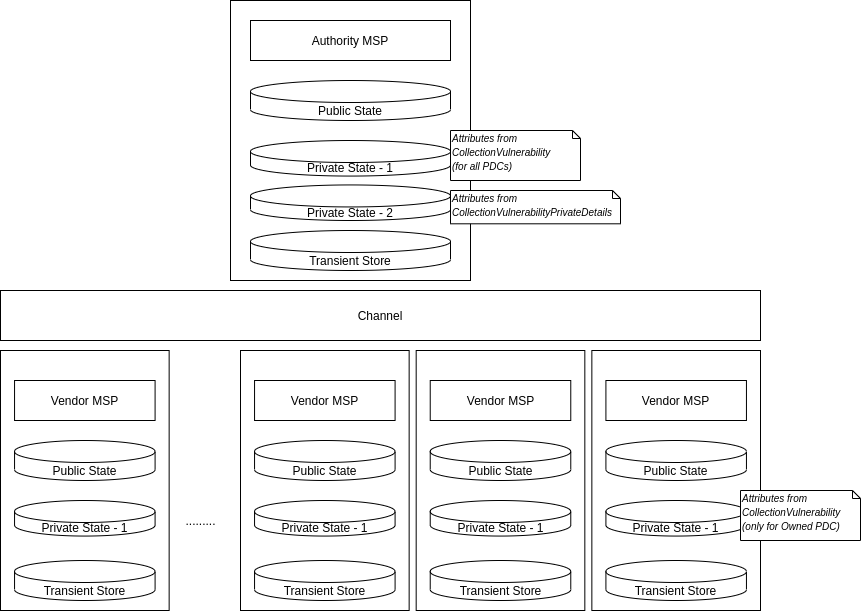 Authority MSP
Public State
Attributes from
CollectionVulnerability
(for all PDCs)
Private State - 1
Attributes from
CollectionVulnerabilityPrivateDetails
Private State - 2
Transient Store
Channel
Vendor MSP
Public State
Private State - 1
Transient Store
.........
Vendor MSP
Public State
Private State - 1
Transient Store
Vendor MSP
Public State
Private State - 1
Transient Store
Vendor MSP
Public State
Private State - 1
Transient Store
Attributes from
CollectionVulnerability
(only for Owned PDC)